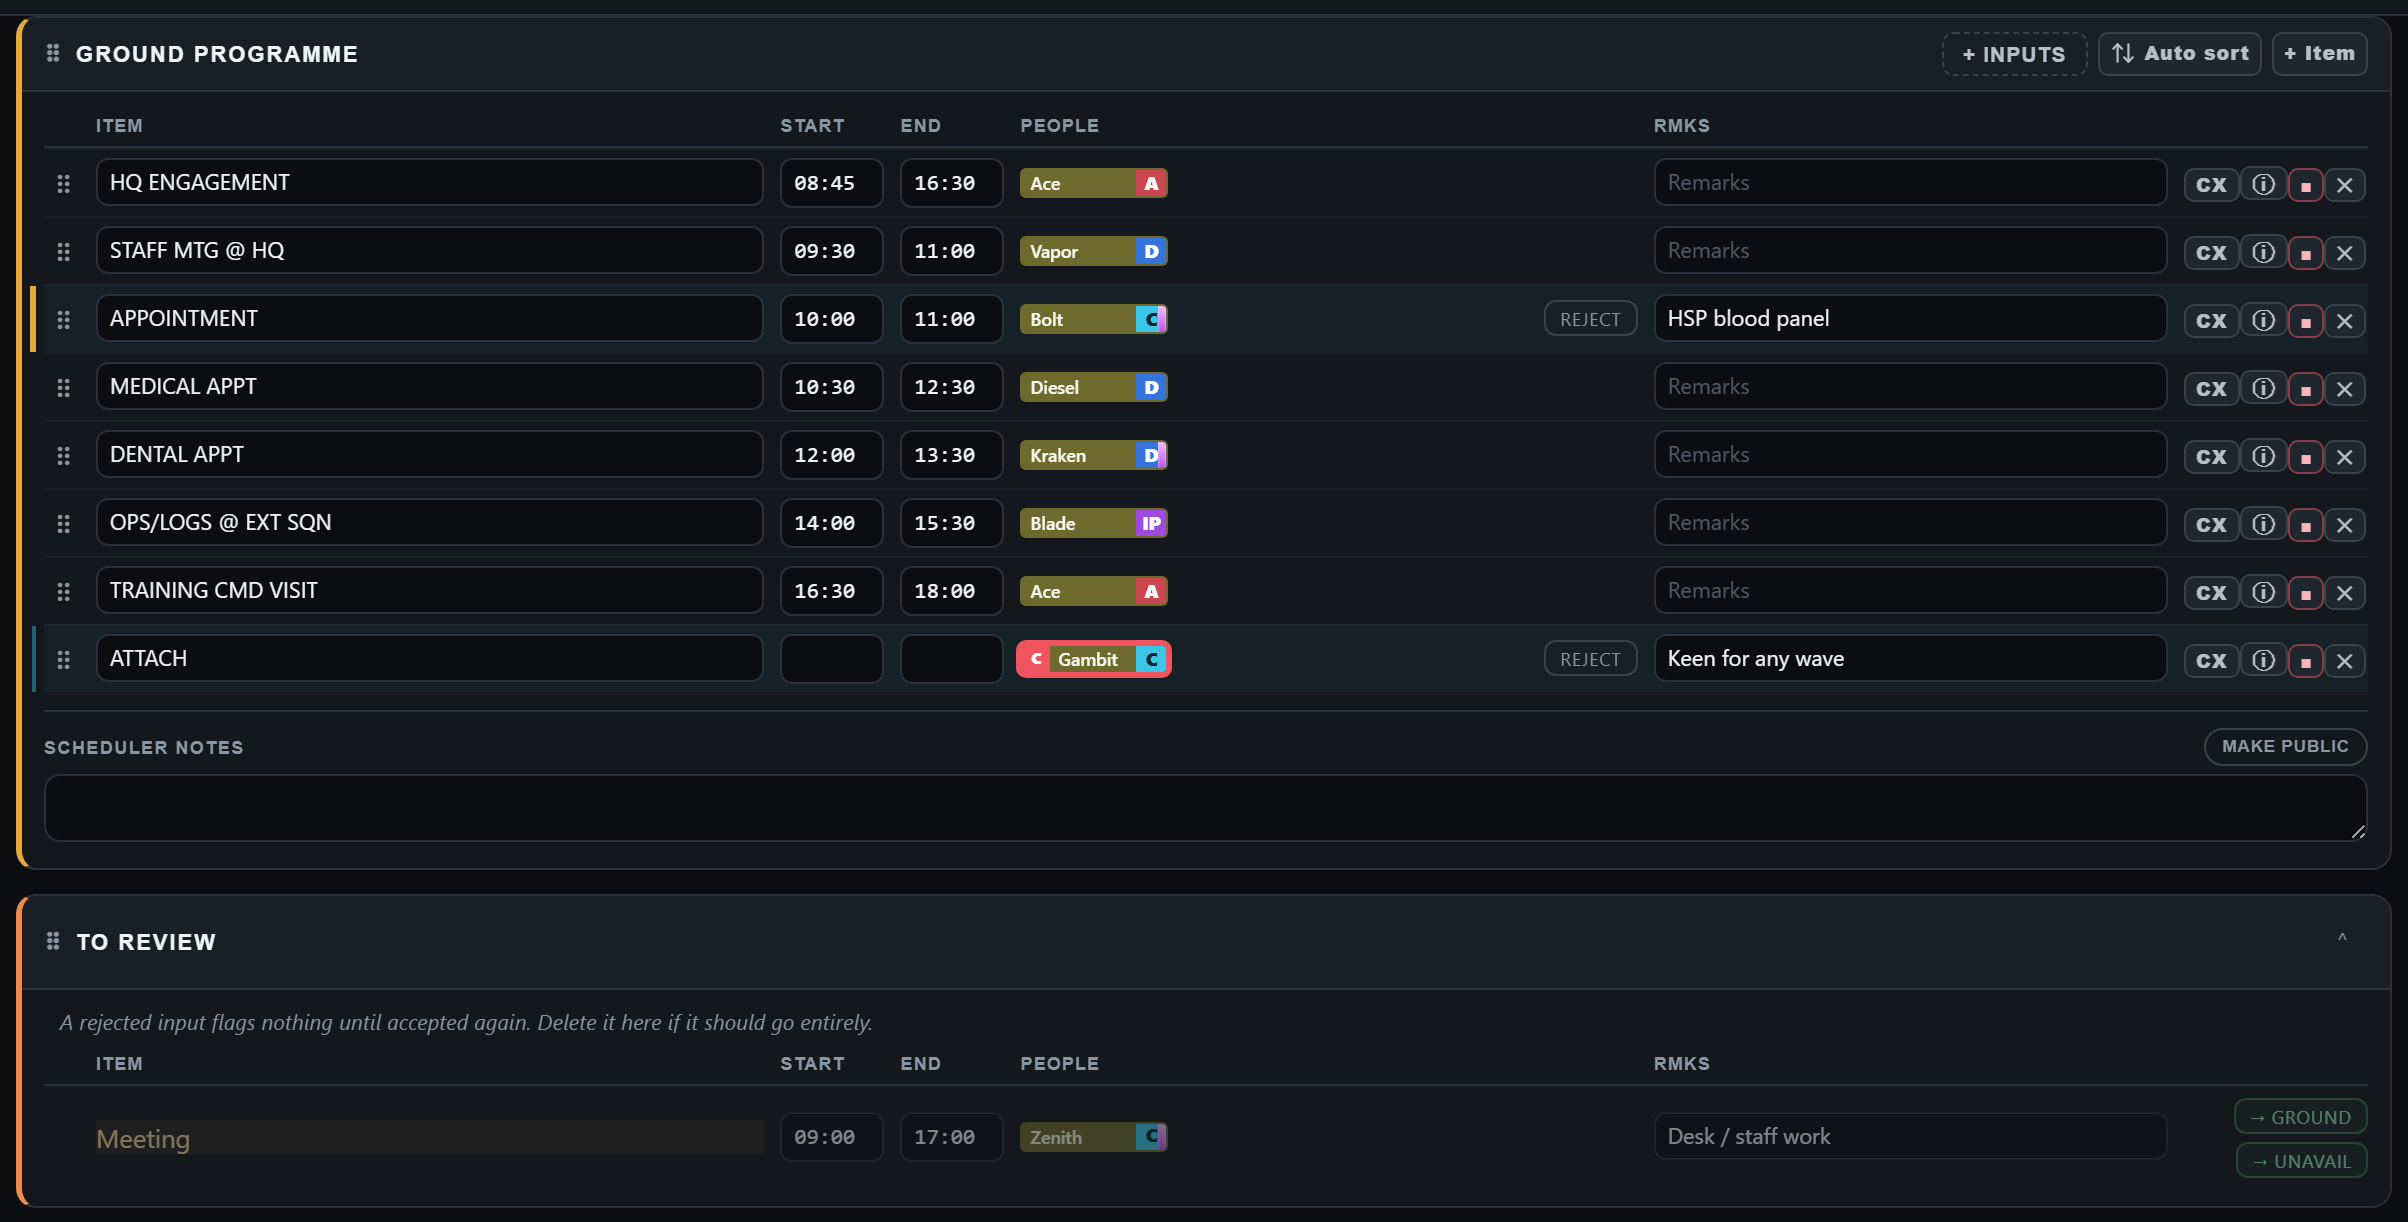 GROUND PROGRAMME
+ INPUTS
Auto sort
+ Item
ITEM START END PEOPLE RMKS
HQ ENGAGEMENT 08:45 16:30 Ace A Remarks CX
STAFF MTG @ HQ 09:30 11:00 Vapor D Remarks CX
APPOINTMENT 10:00 11:00 Bolt C REJECT HSP blood panel CX
MEDICAL APPT 10:30 12:30 Diesel D Remarks CX
DENTAL APPT 12:00 13:30 Kraken D Remarks CX
OPS/LOGS @ EXT SQN 14:00 15:30 Blade IP Remarks CX
TRAINING CMD VISIT 16:30 18:00 Ace A Remarks CX
ATTACH C Gambit C REJECT Keen for any wave CX
SCHEDULER NOTES
MAKE PUBLIC
TO REVIEW
A rejected input flags nothing until accepted again. Delete it here if it should go entirely.
ITEM START END PEOPLE RMKS
Meeting 09:00 17:00 Zenith C Desk / staff work
→ GROUND
→ UNAVAIL